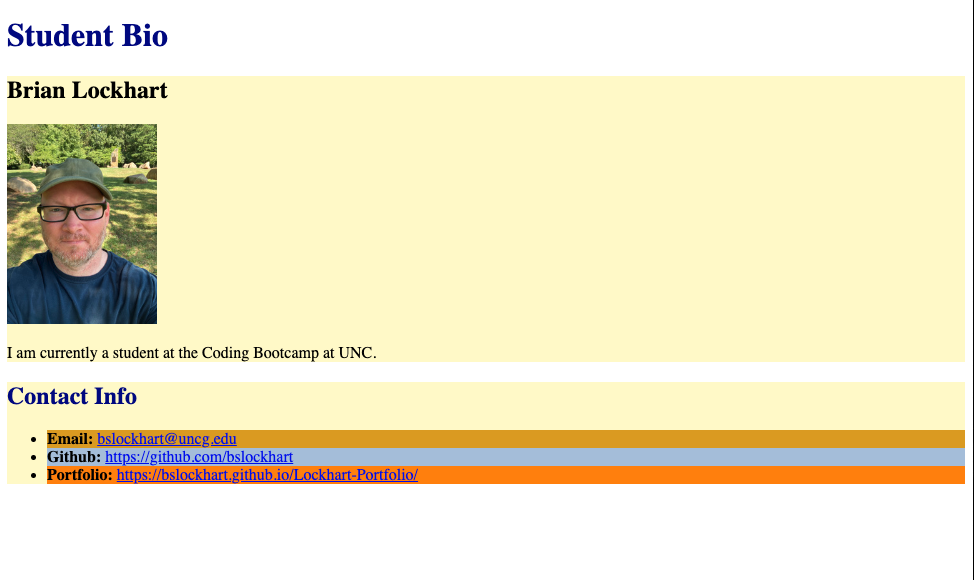 Student Bio
Brian Lockhart
I am currently a student at the Coding Bootcamp at UNC.
Contact Info
Email: bslockhart@uncg.edu
Github: https://github.com/bslockhart
Portfolio: https://bslockhart.github.io/Lockhart-Portfolio/